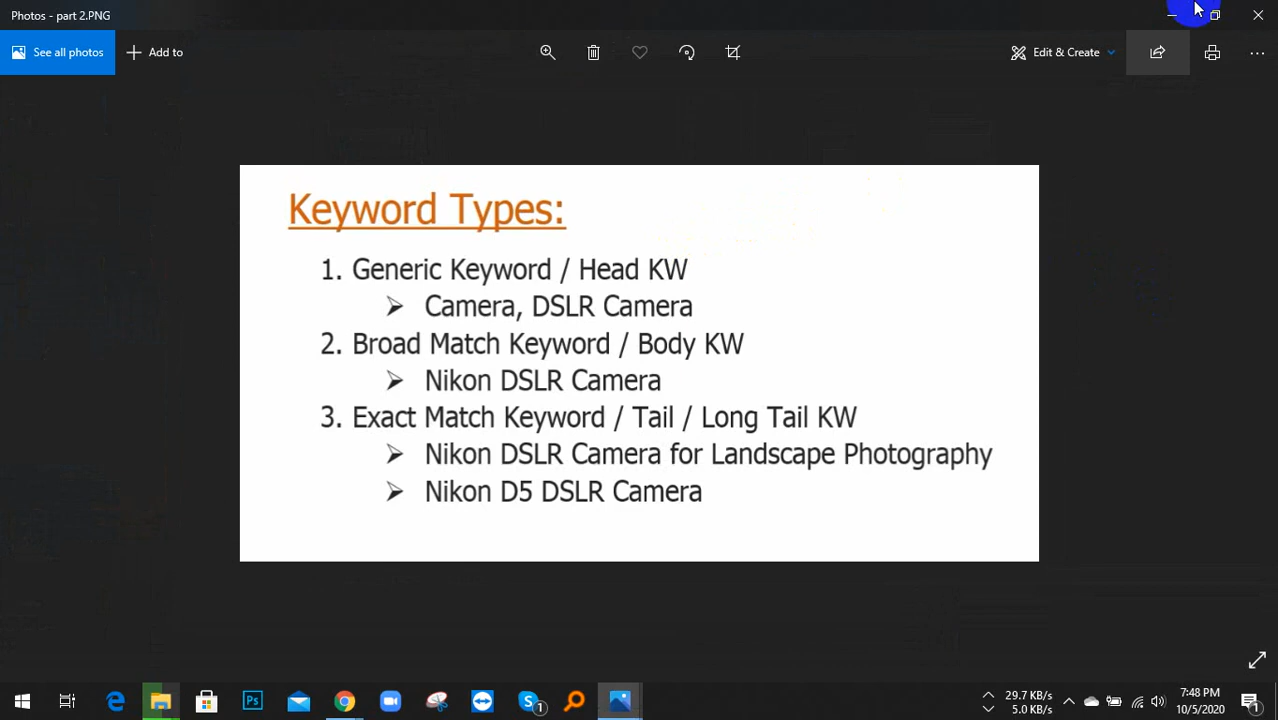 Photos - part 2.PNG
See all photos
Add to
Edit & Create
Keyword Types:
1. Generic Keyword / Head KW
➢ Camera, DSLR Camera
2. Broad Match Keyword / Body KW
➢ Nikon DSLR Camera
3. Exact Match Keyword / Tail / Long Tail KW
➢ Nikon DSLR Camera for Landscape Photography
➢ Nikon D5 DSLR Camera
Ps
S 1
29.7 KB/s
5.0 KB/s
7:48 PM
10/5/2020
1